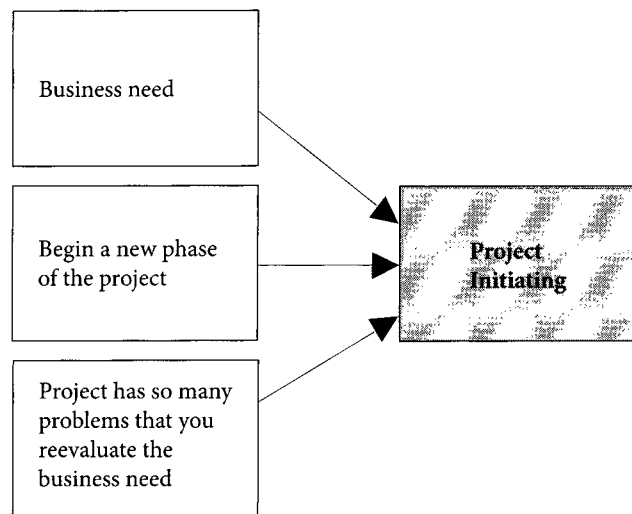 Business need
Begin a new phase
of the project
Project has so many
problems that you
reevaluate the
business need
Project
Initiating